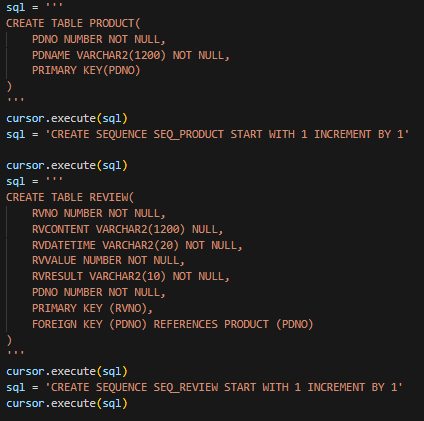 sql = '''
CREATE TABLE PRODUCT(
    PDNO NUMBER NOT NULL,
    PDNAME VARCHAR2(1200) NOT NULL,
    PRIMARY KEY(PDNO)
)
'''
cursor.execute(sql)
sql = 'CREATE SEQUENCE SEQ_PRODUCT START WITH 1 INCREMENT BY 1'

cursor.execute(sql)
sql = '''
CREATE TABLE REVIEW(
    RVNO NUMBER NOT NULL,
    RVCONTENT VARCHAR2(1200) NULL,
    RVDATETIME VARCHAR2(20) NOT NULL,
    RVVALUE NUMBER NOT NULL,
    RVRESULT VARCHAR2(10) NOT NULL,
    PDNO NUMBER NOT NULL,
    PRIMARY KEY (RVNO),
    FOREIGN KEY (PDNO) REFERENCES PRODUCT (PDNO)
)
'''
cursor.execute(sql)
sql = 'CREATE SEQUENCE SEQ_REVIEW START WITH 1 INCREMENT BY 1'
cursor.execute(sql)